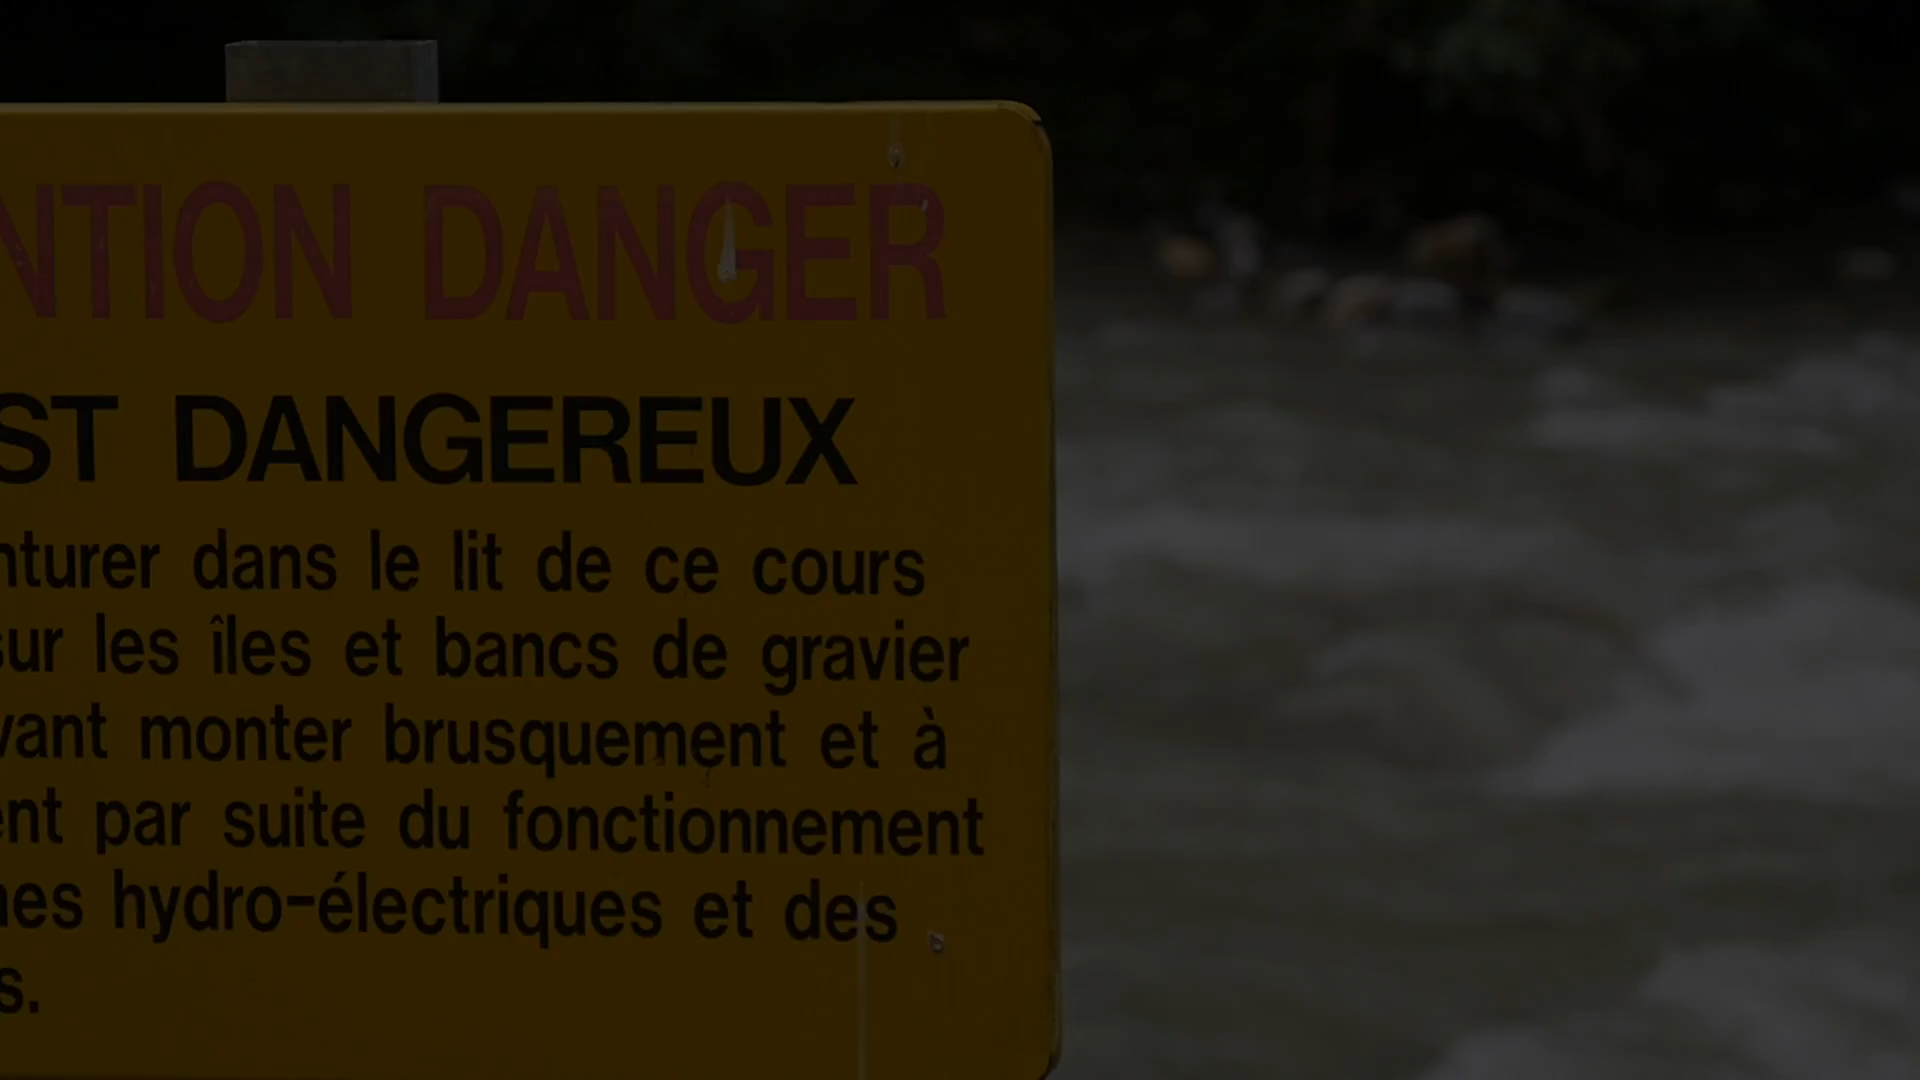 NTION DANGER
ST DANGEREUX
nturer dans le lit de ce cours
sur les îles et bancs de gravier
vant monter brusquement et à
ent par suite du fonctionnement
nes hydro-électriques et des
s.